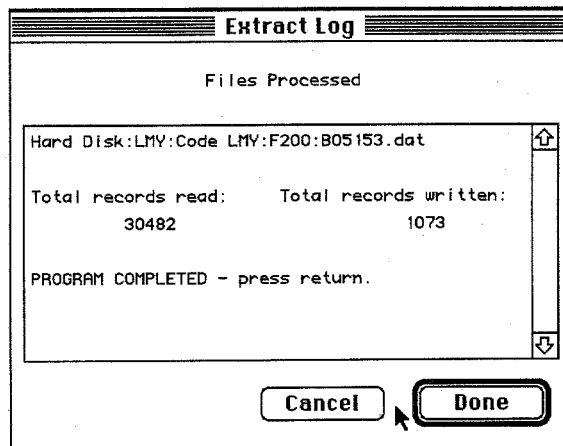 Extract Log
Files Processed
Hard Disk:LMY:Code LMY:F200:B05153.dat
Total records read: Total records written:
30482 1073
PROGRAM COMPLETED - press return.
Cancel Done